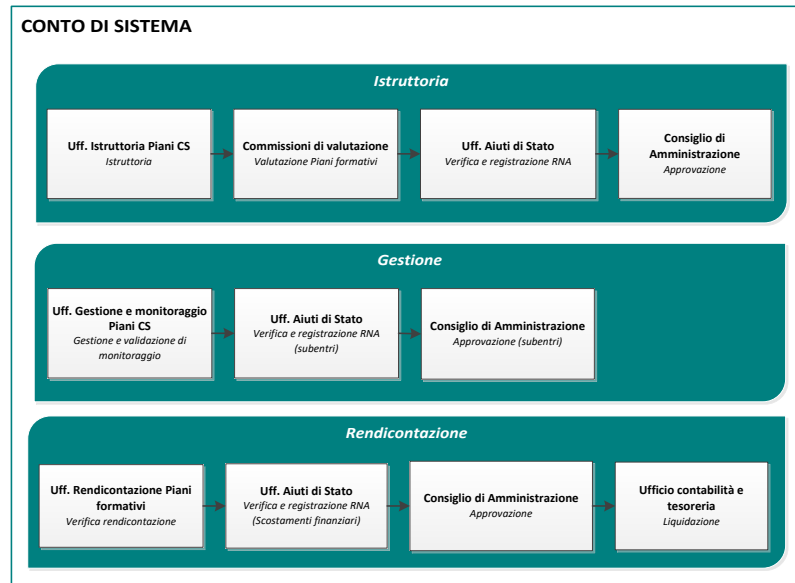 CONTO DI SISTEMA
Istruttoria
Uff. Istruttoria Piani CS
Istruttoria
Commissioni di valutazione
Valutazione Piani formativi
Uff. Aiuti di Stato
Verifica e registrazione RNA
Consiglio di
Amministrazione
Approvazione
Gestione
Uff. Gestione e monitoraggio
Piani CS
Gestione e validazione di
monitoraggio
Uff. Aiuti di Stato
Verifica e registrazione RNA
(subentri)
Consiglio di Amministrazione
Approvazione (subentri)
Rendicontazione
Uff. Rendicontazione Piani
formativi
Verifica rendicontazione
Uff. Aiuti di Stato
Verifica e registrazione RNA
(Scostamenti finanziari)
Consiglio di Amministrazione
Approvazione
Ufficio contabilità e
tesoreria
Liquidazione